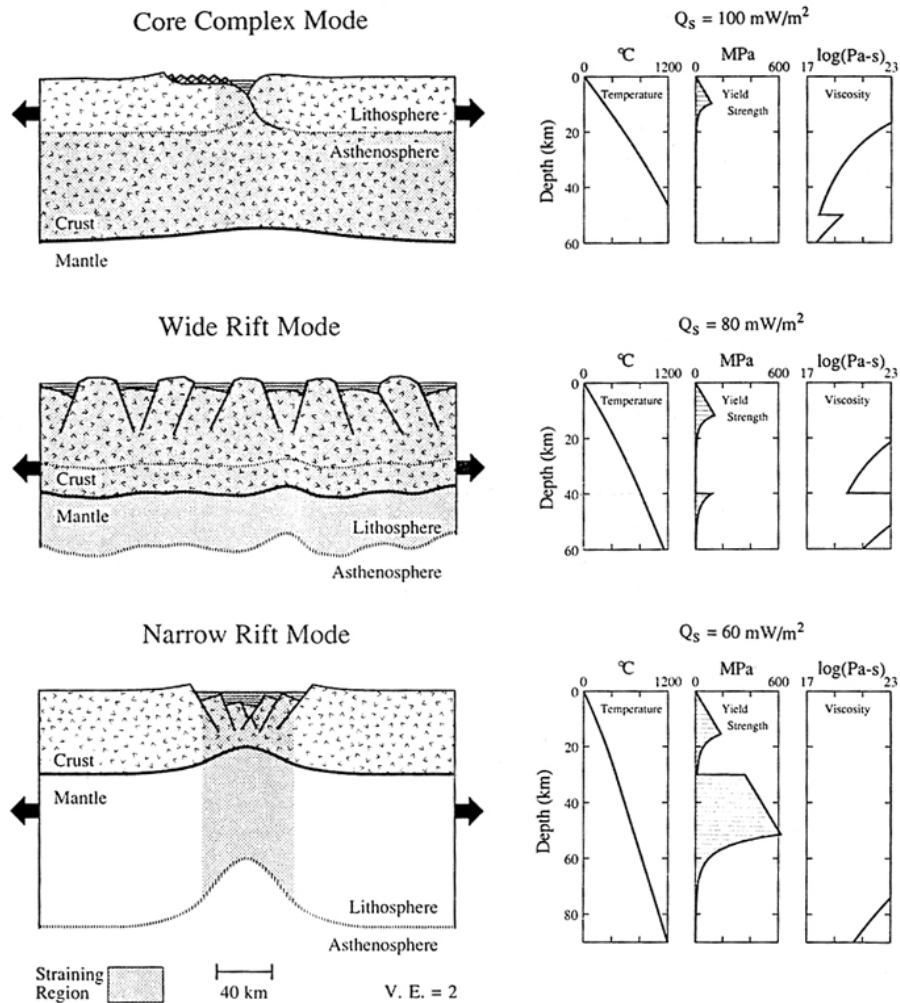 Core Complex Mode
Lithosphere
Asthenosphere
Crust
Mantle
Qs = 100 mW/m²
°C MPa log(Pa-s)
0 1200 0 600 17 23
Temperature
Yield
Strength
Viscosity
0
20
40
60
Depth (km)
Wide Rift Mode
Crust
Mantle
Lithosphere
Asthenosphere
Qs = 80 mW/m²
°C MPa log(Pa-s)
0 1200 0 600 17 23
Temperature
Yield
Strength
Viscosity
0
20
40
60
Depth (km)
Narrow Rift Mode
Crust
Mantle
Lithosphere
Asthenosphere
Qs = 60 mW/m²
°C MPa log(Pa-s)
0 1200 0 600 17 23
Temperature
Yield
Strength
Viscosity
0
20
40
60
80
Depth (km)
Straining
Region
40 km
V. E. = 2